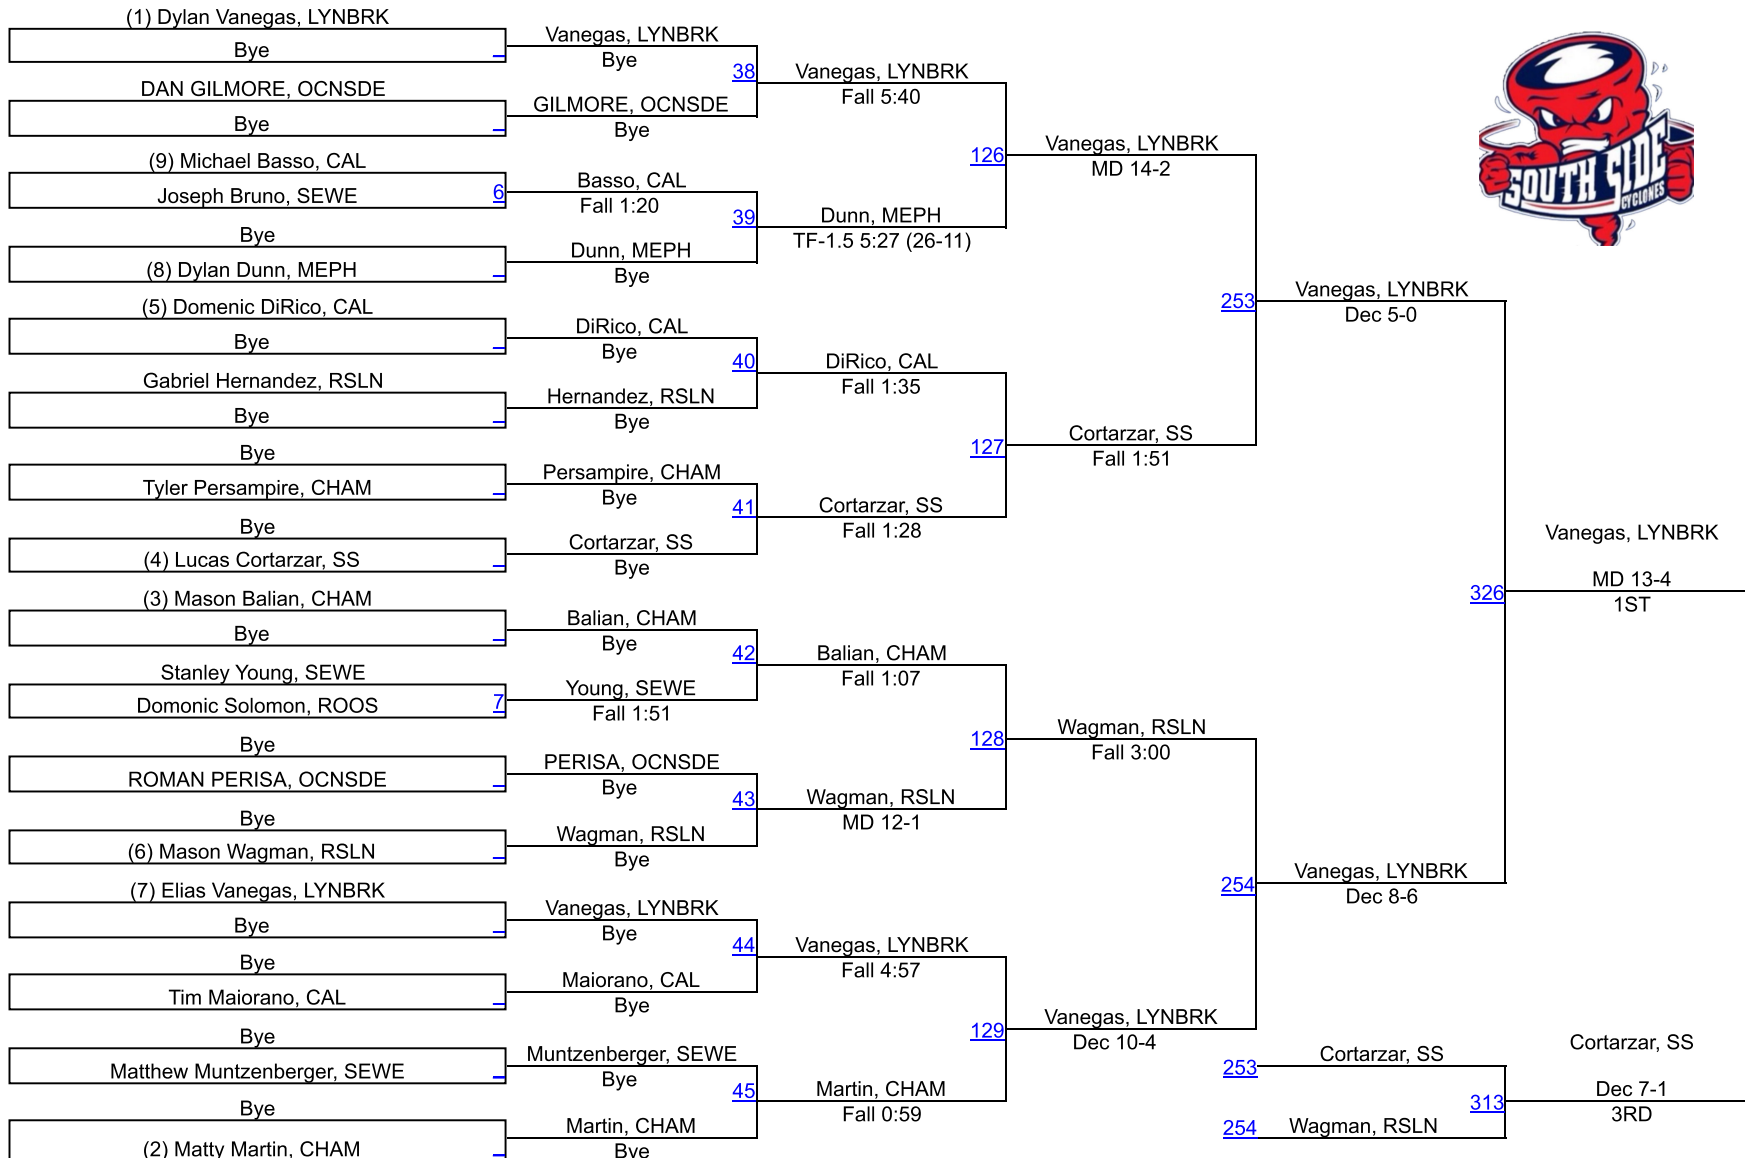 (1) Dylan Vanegas, LYNBRK
Bye
DAN GILMORE, OCNSDE
Bye
(9) Michael Basso, CAL
Joseph Bruno, SEWE
6
Bye
(8) Dylan Dunn, MEPH
(5) Domenic DiRico, CAL
Bye
Gabriel Hernandez, RSLN
Bye
Bye
Tyler Persampire, CHAM
Bye
(4) Lucas Cortarzar, SS
(3) Mason Balian, CHAM
Bye
Stanley Young, SEWE
Domonic Solomon, ROOS
7
Bye
ROMAN PERISA, OCNSDE
Bye
(6) Mason Wagman, RSLN
(7) Elias Vanegas, LYNBRK
Bye
Bye
Tim Maiorano, CAL
Bye
Matthew Muntzenberger, SEWE
Bye
(2) Matty Martin, CHAM
Vanegas, LYNBRK
Bye
38
GILMORE, OCNSDE
Bye
Basso, CAL
Fall 1:20
39
Dunn, MEPH
Bye
DiRico, CAL
Bye
40
Hernandez, RSLN
Bye
Persampire, CHAM
Bye
41
Cortarzar, SS
Bye
Balian, CHAM
Bye
42
Young, SEWE
Fall 1:51
PERISA, OCNSDE
Bye
43
Wagman, RSLN
Bye
Vanegas, LYNBRK
Bye
44
Maiorano, CAL
Bye
Muntzenberger, SEWE
Bye
45
Martin, CHAM
Bye
Vanegas, LYNBRK
Fall 5:40
126
Dunn, MEPH
TF-1.5 5:27 (26-11)
DiRico, CAL
Fall 1:35
127
Cortarzar, SS
Fall 1:28
Balian, CHAM
Fall 1:07
128
Wagman, RSLN
MD 12-1
Vanegas, LYNBRK
Fall 4:57
129
Martin, CHAM
Fall 0:59
Vanegas, LYNBRK
MD 14-2
253
Cortarzar, SS
Fall 1:51
Wagman, RSLN
Fall 3:00
254
Vanegas, LYNBRK
Dec 10-4
Vanegas, LYNBRK
Dec 5-0
326
Vanegas, LYNBRK
Dec 8-6
Vanegas, LYNBRK
MD 13-4
1ST
253
Cortarzar, SS
313
254
Wagman, RSLN
Cortarzar, SS
Dec 7-1
3RD
SOUTH SIDE
CYCLONES